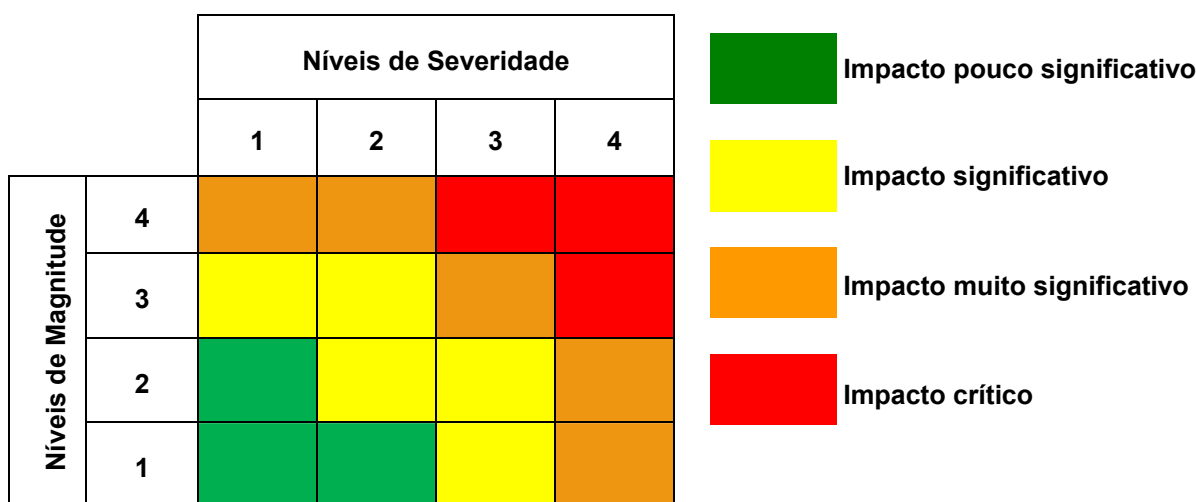 Níveis de Severidade
1 2 3 4
Níveis de Magnitude
4
3
2
1
Impacto pouco significativo
Impacto significativo
Impacto muito significativo
Impacto crítico